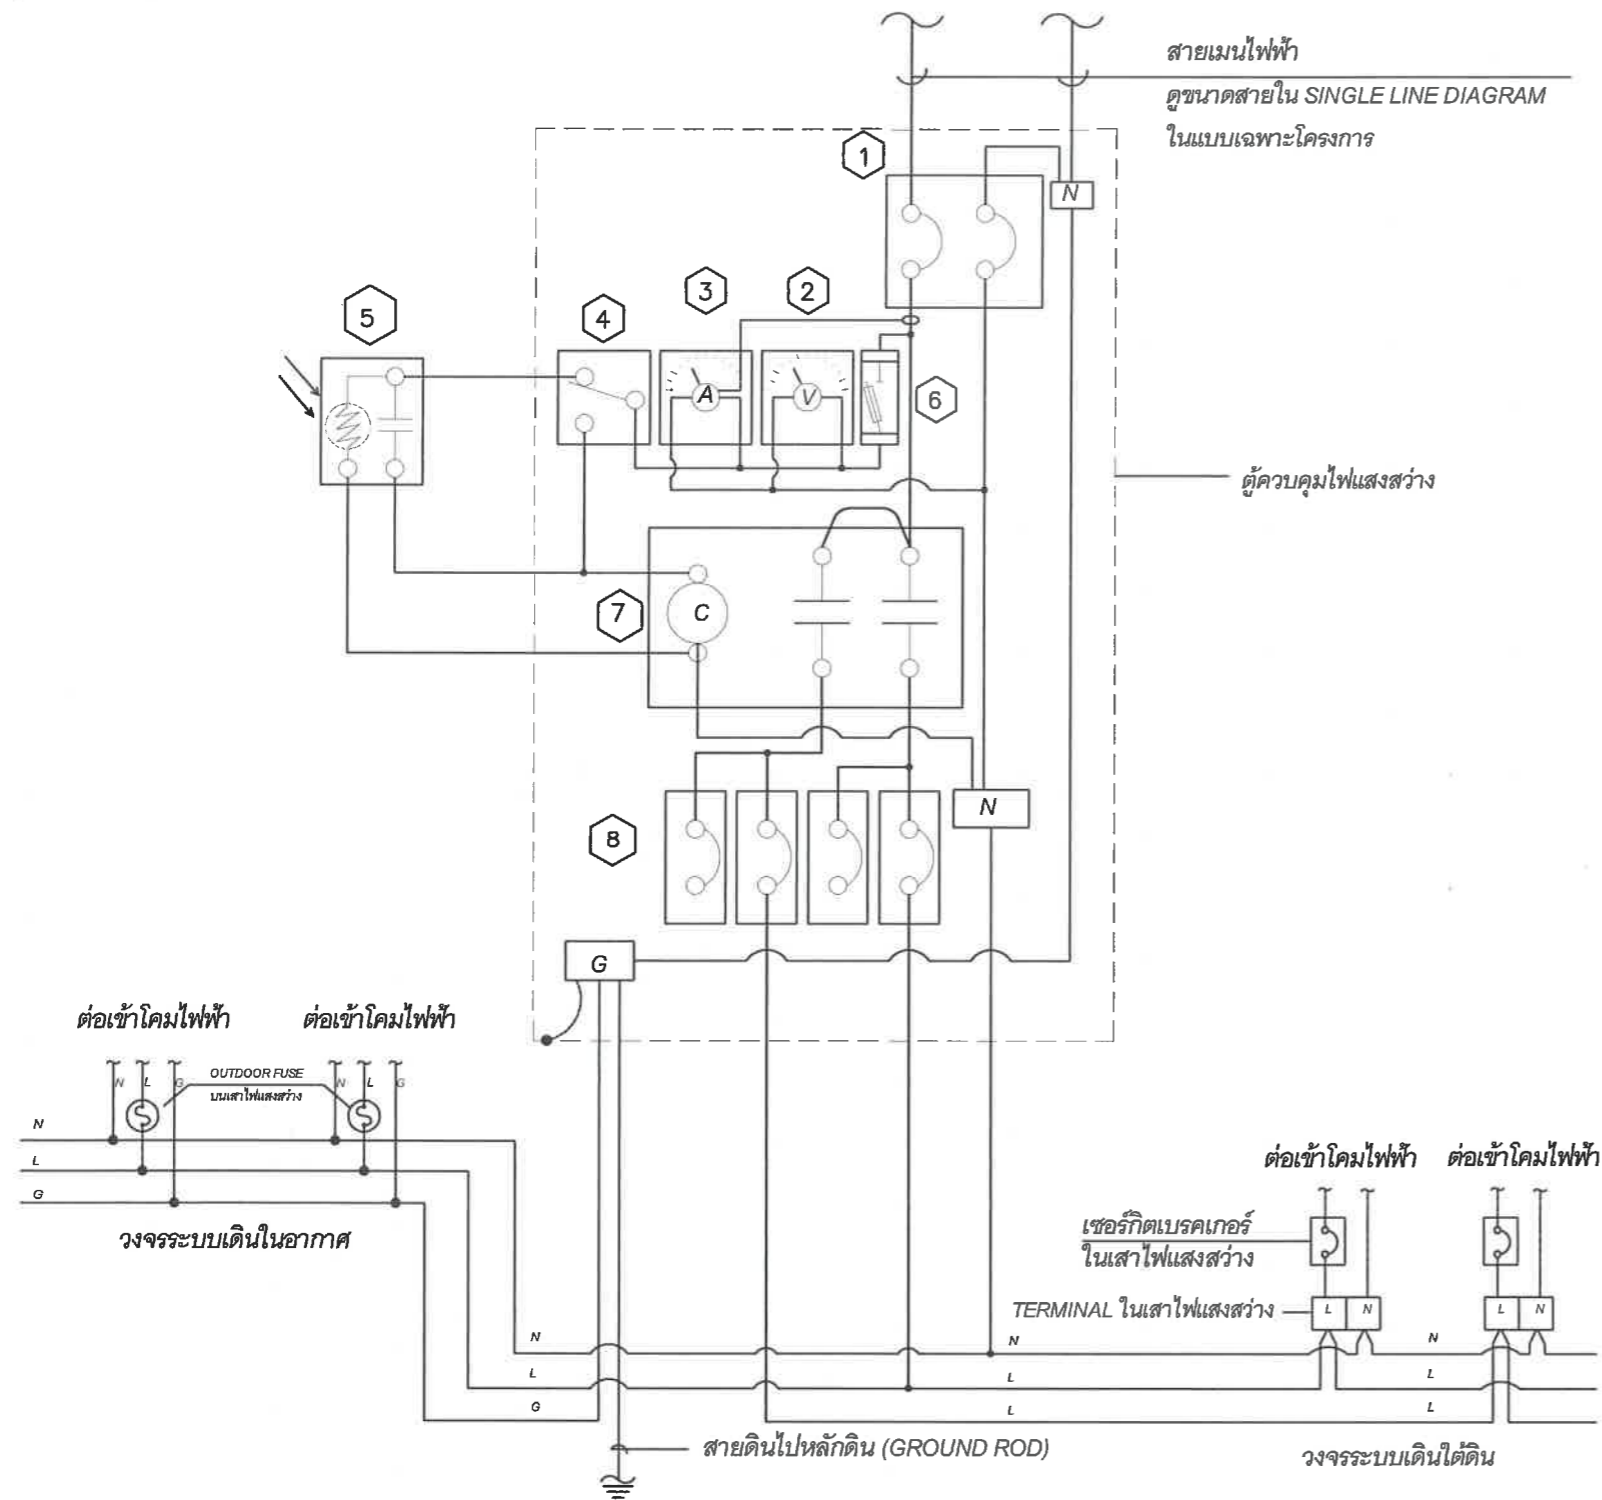 สายเมนไฟฟ้า
ดูขนาดสายใน SINGLE LINE DIAGRAM
ในแบบเฉพาะโครงการ
1
N
3
2
5
4
A
V
6
ตู้ควบคุมไฟแสงสว่าง
7
C
N
8
G
ต่อเข้าโคมไฟฟ้า
ต่อเข้าโคมไฟฟ้า
N
L
G
OUTDOOR FUSE
บนเสาไฟแสงสว่าง
N
L
G
N
L
G
วงจรระบบเดินในอากาศ
ต่อเข้าโคมไฟฟ้า
ต่อเข้าโคมไฟฟ้า
เซอร์กิตเบรคเกอร์
ในเสาไฟแสงสว่าง
TERMINAL ในเสาไฟแสงสว่าง
L
N
L
N
N
N
N
L
L
L
G
L
L
สายดินไปหลักดิน (GROUND ROD)
วงจรระบบเดินใต้ดิน